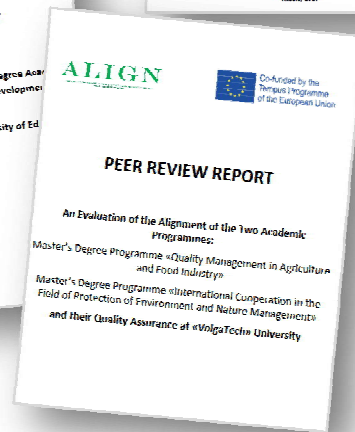 ALIGN
Co-funded by the
Tempus Programme
of the European Union
PEER REVIEW REPORT
An Evaluation of the Alignment of the Two Academic
Programmes:
Master's Degree Programme «Quality Management in Agriculture
and Food Industry»
Master's Degree Programme «International Cooperation in the
Field of Protection of Environment and Nature Management»
and their Quality Assurance at «VolgaTech» University